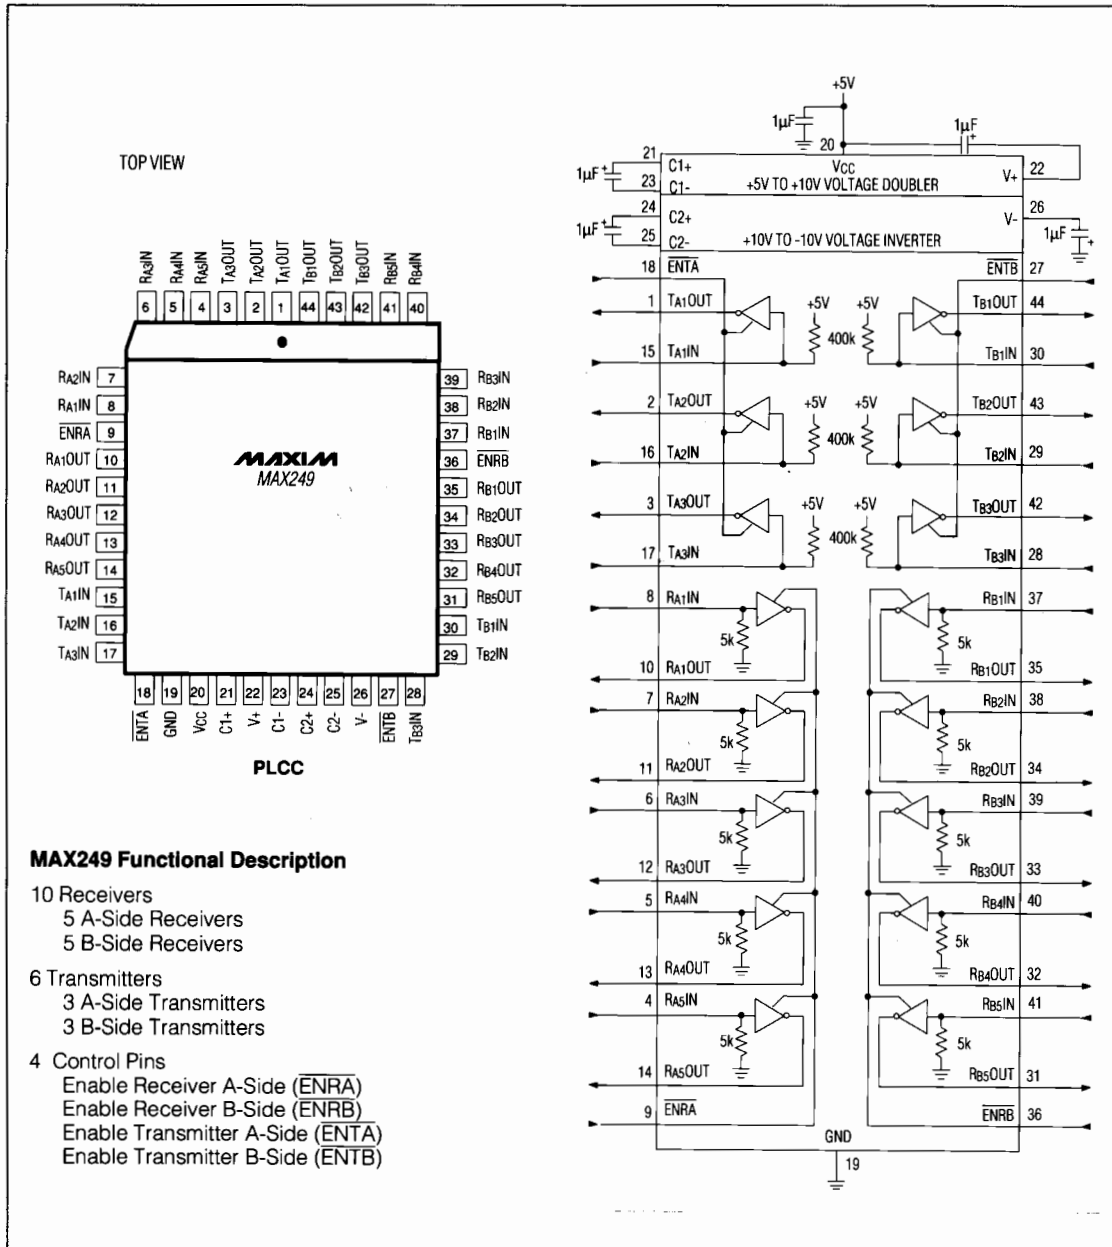 TOP VIEW
RA3IN RA4IN RA5IN TA3OUT TA2OUT TA1OUT TB1OUT TB2OUT TB3OUT RB5IN RB4IN
6 5 4 3 2 1 44 43 42 41 40
RA2IN 7
RA1IN 8
ENRA 9
RA1OUT 10
RA2OUT 11
RA3OUT 12
RA4OUT 13
RA5OUT 14
TA1IN 15
TA2IN 16
TA3IN 17
MAXIM
MAX249
39 RB3IN
38 RB2IN
37 RB1IN
36 ENRB
35 RB1OUT
34 RB2OUT
33 RB3OUT
32 RB4OUT
31 RB5OUT
30 TB1IN
29 TB2IN
18 19 20 21 22 23 24 25 26 27 28
ENTA GND VCC C1+ V+ C1- C2+ C2- V- ENTB TB3IN
PLCC
MAX249 Functional Description
10 Receivers
5 A-Side Receivers
5 B-Side Receivers
6 Transmitters
3 A-Side Transmitters
3 B-Side Transmitters
4 Control Pins
Enable Receiver A-Side (ENRA)
Enable Receiver B-Side (ENRB)
Enable Transmitter A-Side (ENTA)
Enable Transmitter B-Side (ENTB)
+5V
1µF
20
1µF +
21 C1+ VCC V+ 22
1µF +
23 C1- +5V TO +10V VOLTAGE DOUBLER
24 C2+ V- 26
1µF +
25 C2- +10V TO -10V VOLTAGE INVERTER
1µF +
18 ENTA ENTB 27
1 TA1OUT +5V +5V TB1OUT 44
400k
15 TA1IN TB1IN 30
2 TA2OUT +5V +5V TB2OUT 43
400k
16 TA2IN TB2IN 29
3 TA3OUT +5V +5V TB3OUT 42
400k
17 TA3IN TB3IN 28
8 RA1IN RB1IN 37
5k 5k
10 RA1OUT RB1OUT 35
7 RA2IN RB2IN 38
5k 5k
11 RA2OUT RB2OUT 34
6 RA3IN RB3IN 39
5k 5k
12 RA3OUT RB3OUT 33
5 RA4IN RB4IN 40
5k 5k
13 RA4OUT RB4OUT 32
4 RA5IN RB5IN 41
5k 5k
14 RA5OUT RB5OUT 31
9 ENRA ENRB 36
GND
19